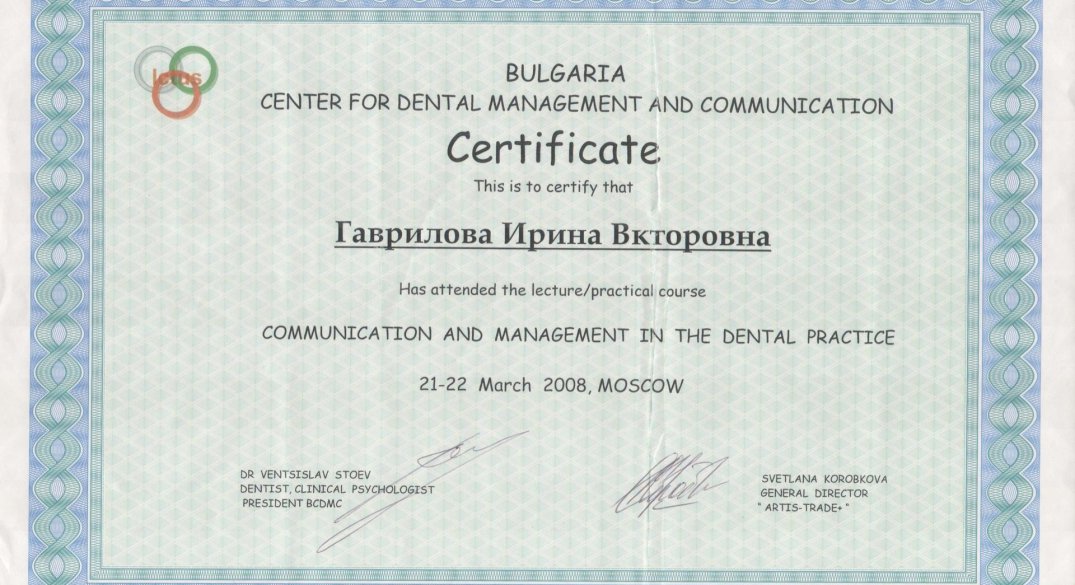 icrus
BULGARIA
CENTER FOR DENTAL MANAGEMENT AND COMMUNICATION
Certificate
This is to certify that
Гаврилова Ирина Вкторовна
Has attended the lecture/practical course
COMMUNICATION AND MANAGEMENT IN THE DENTAL PRACTICE
21-22 March 2008, MOSCOW
DR VENTSISLAV STOEV
DENTIST, CLINICAL PSYCHOLOGIST
PRESIDENT BCDMC
SVETLANA KOROBKOVA
GENERAL DIRECTOR
" ARTIS-TRADE+ "